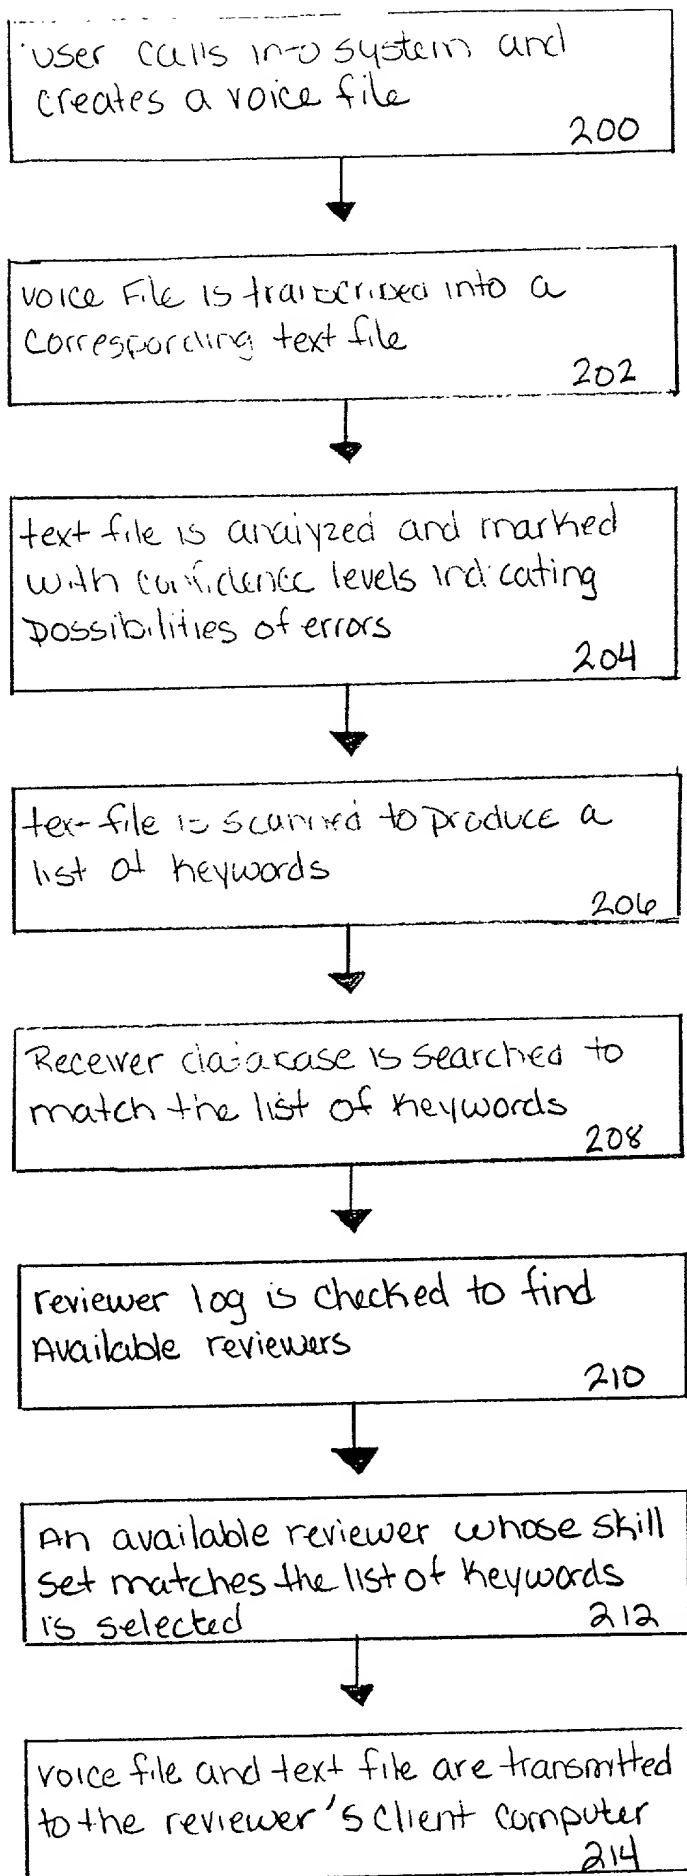 user calls into system and
creates a voice file
200
voice File is transcribed into a
corresponding text file
202
text file is analyzed and marked
with confidence levels indicating
possibilities of errors
204
text file is scanned to produce a
list of keywords
206
database is searched to
match the list of keywords
208
reviewer log is checked to find
Available reviewers
210
An available reviewer whose skill
set matches the list of keywords
is selected
212
voice file and text file are transmitted
to the reviewer's client computer
214